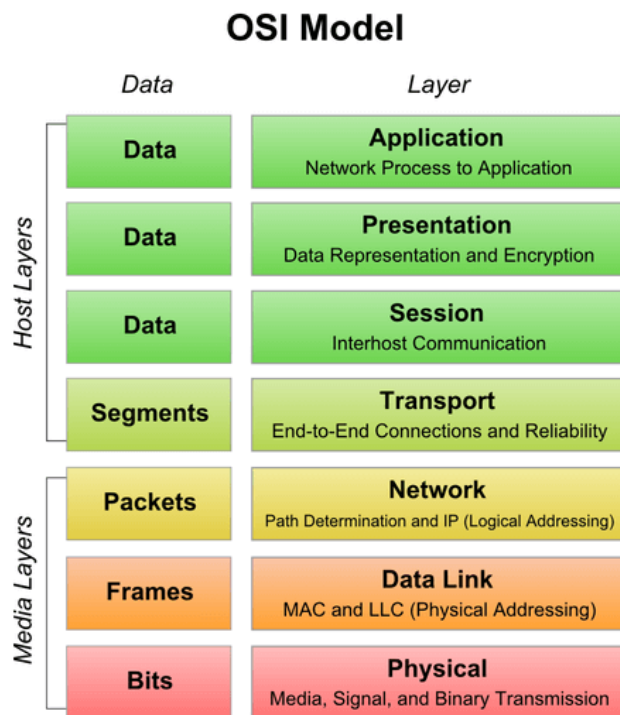 OSI Model
Data Layer
Host Layers
Data
Application
Network Process to Application
Data
Presentation
Data Representation and Encryption
Data
Session
Interhost Communication
Segments
Transport
End-to-End Connections and Reliability
Media Layers
Packets
Network
Path Determination and IP (Logical Addressing)
Frames
Data Link
MAC and LLC (Physical Addressing)
Bits
Physical
Media, Signal, and Binary Transmission